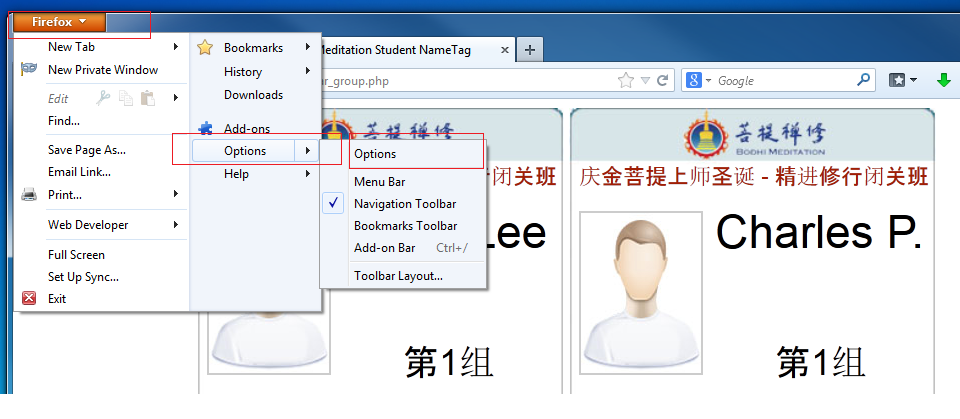 Firefox
New Tab
New Private Window
Edit
Find...
Save Page As...
Email Link...
Print...
Web Developer
Full Screen
Set Up Sync...
Exit
Bookmarks
History
Downloads
Add-ons
Options
Help
Options
Menu Bar
Navigation Toolbar
Bookmarks Toolbar
Add-on Bar Ctrl+/
Toolbar Layout...
Meditation Student NameTag
ur_group.php
Google
菩提禅修
闭关班
Lee
第1组
菩提禅修
BODHI MEDITATION
庆金菩提上师圣诞 - 精进修行闭关班
Charles P.
第1组